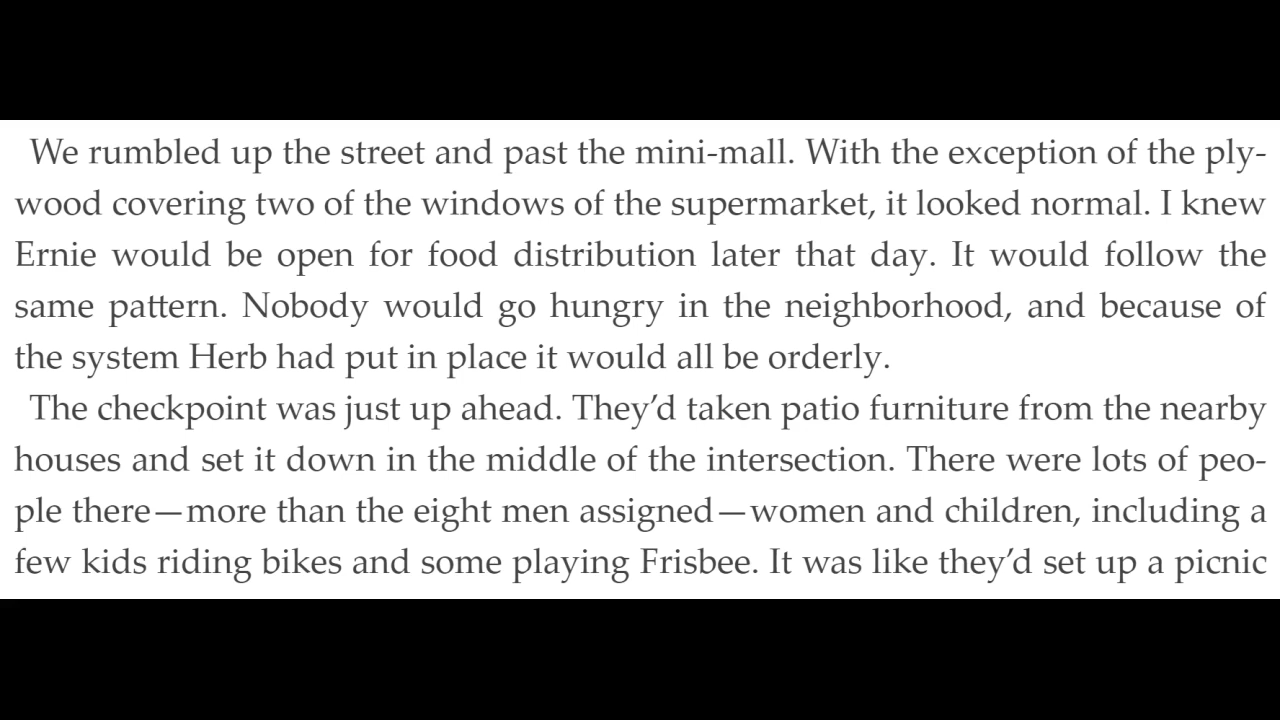 We rumbled up the street and past the mini-mall. With the exception of the ply-
wood covering two of the windows of the supermarket, it looked normal. I knew
Ernie would be open for food distribution later that day. It would follow the
same pattern. Nobody would go hungry in the neighborhood, and because of
the system Herb had put in place it would all be orderly.
The checkpoint was just up ahead. They’d taken patio furniture from the nearby
houses and set it down in the middle of the intersection. There were lots of peo-
ple there—more than the eight men assigned—women and children, including a
few kids riding bikes and some playing Frisbee. It was like they’d set up a picnic